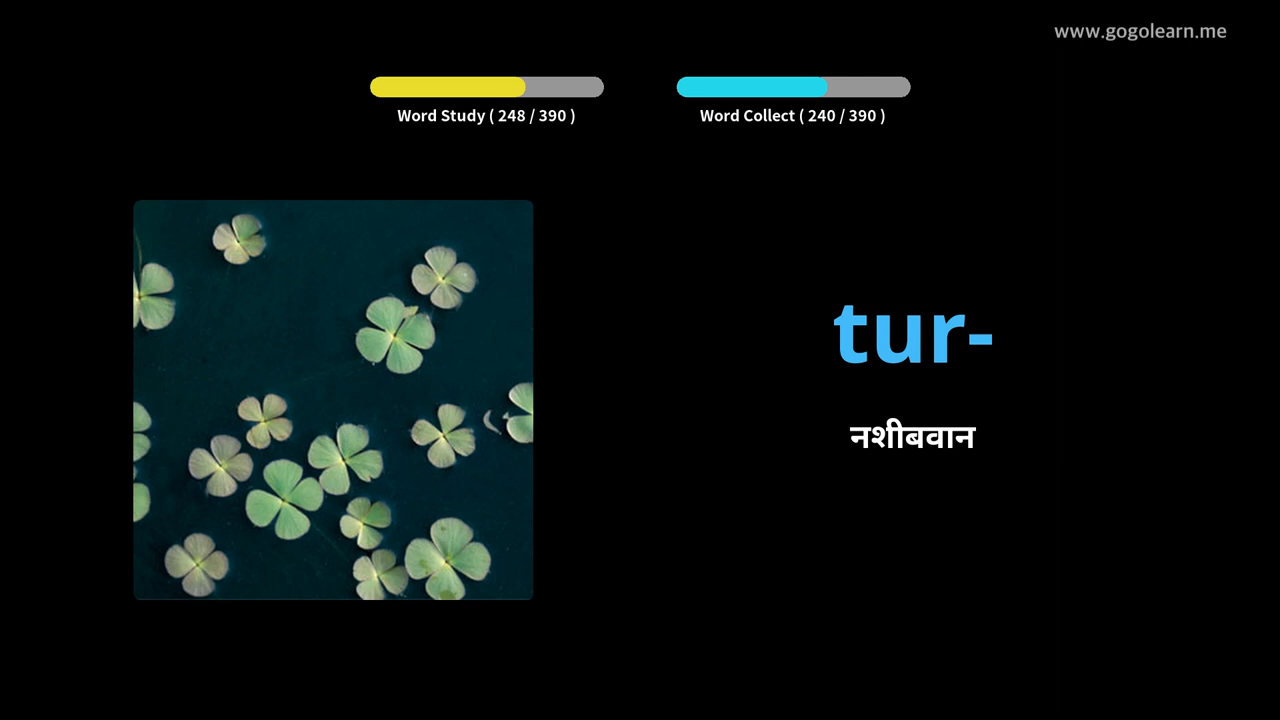 www.gogolearn.me
Word Study ( 248 / 390 )
Word Collect ( 240 / 390 )
tur-
नशीबवान